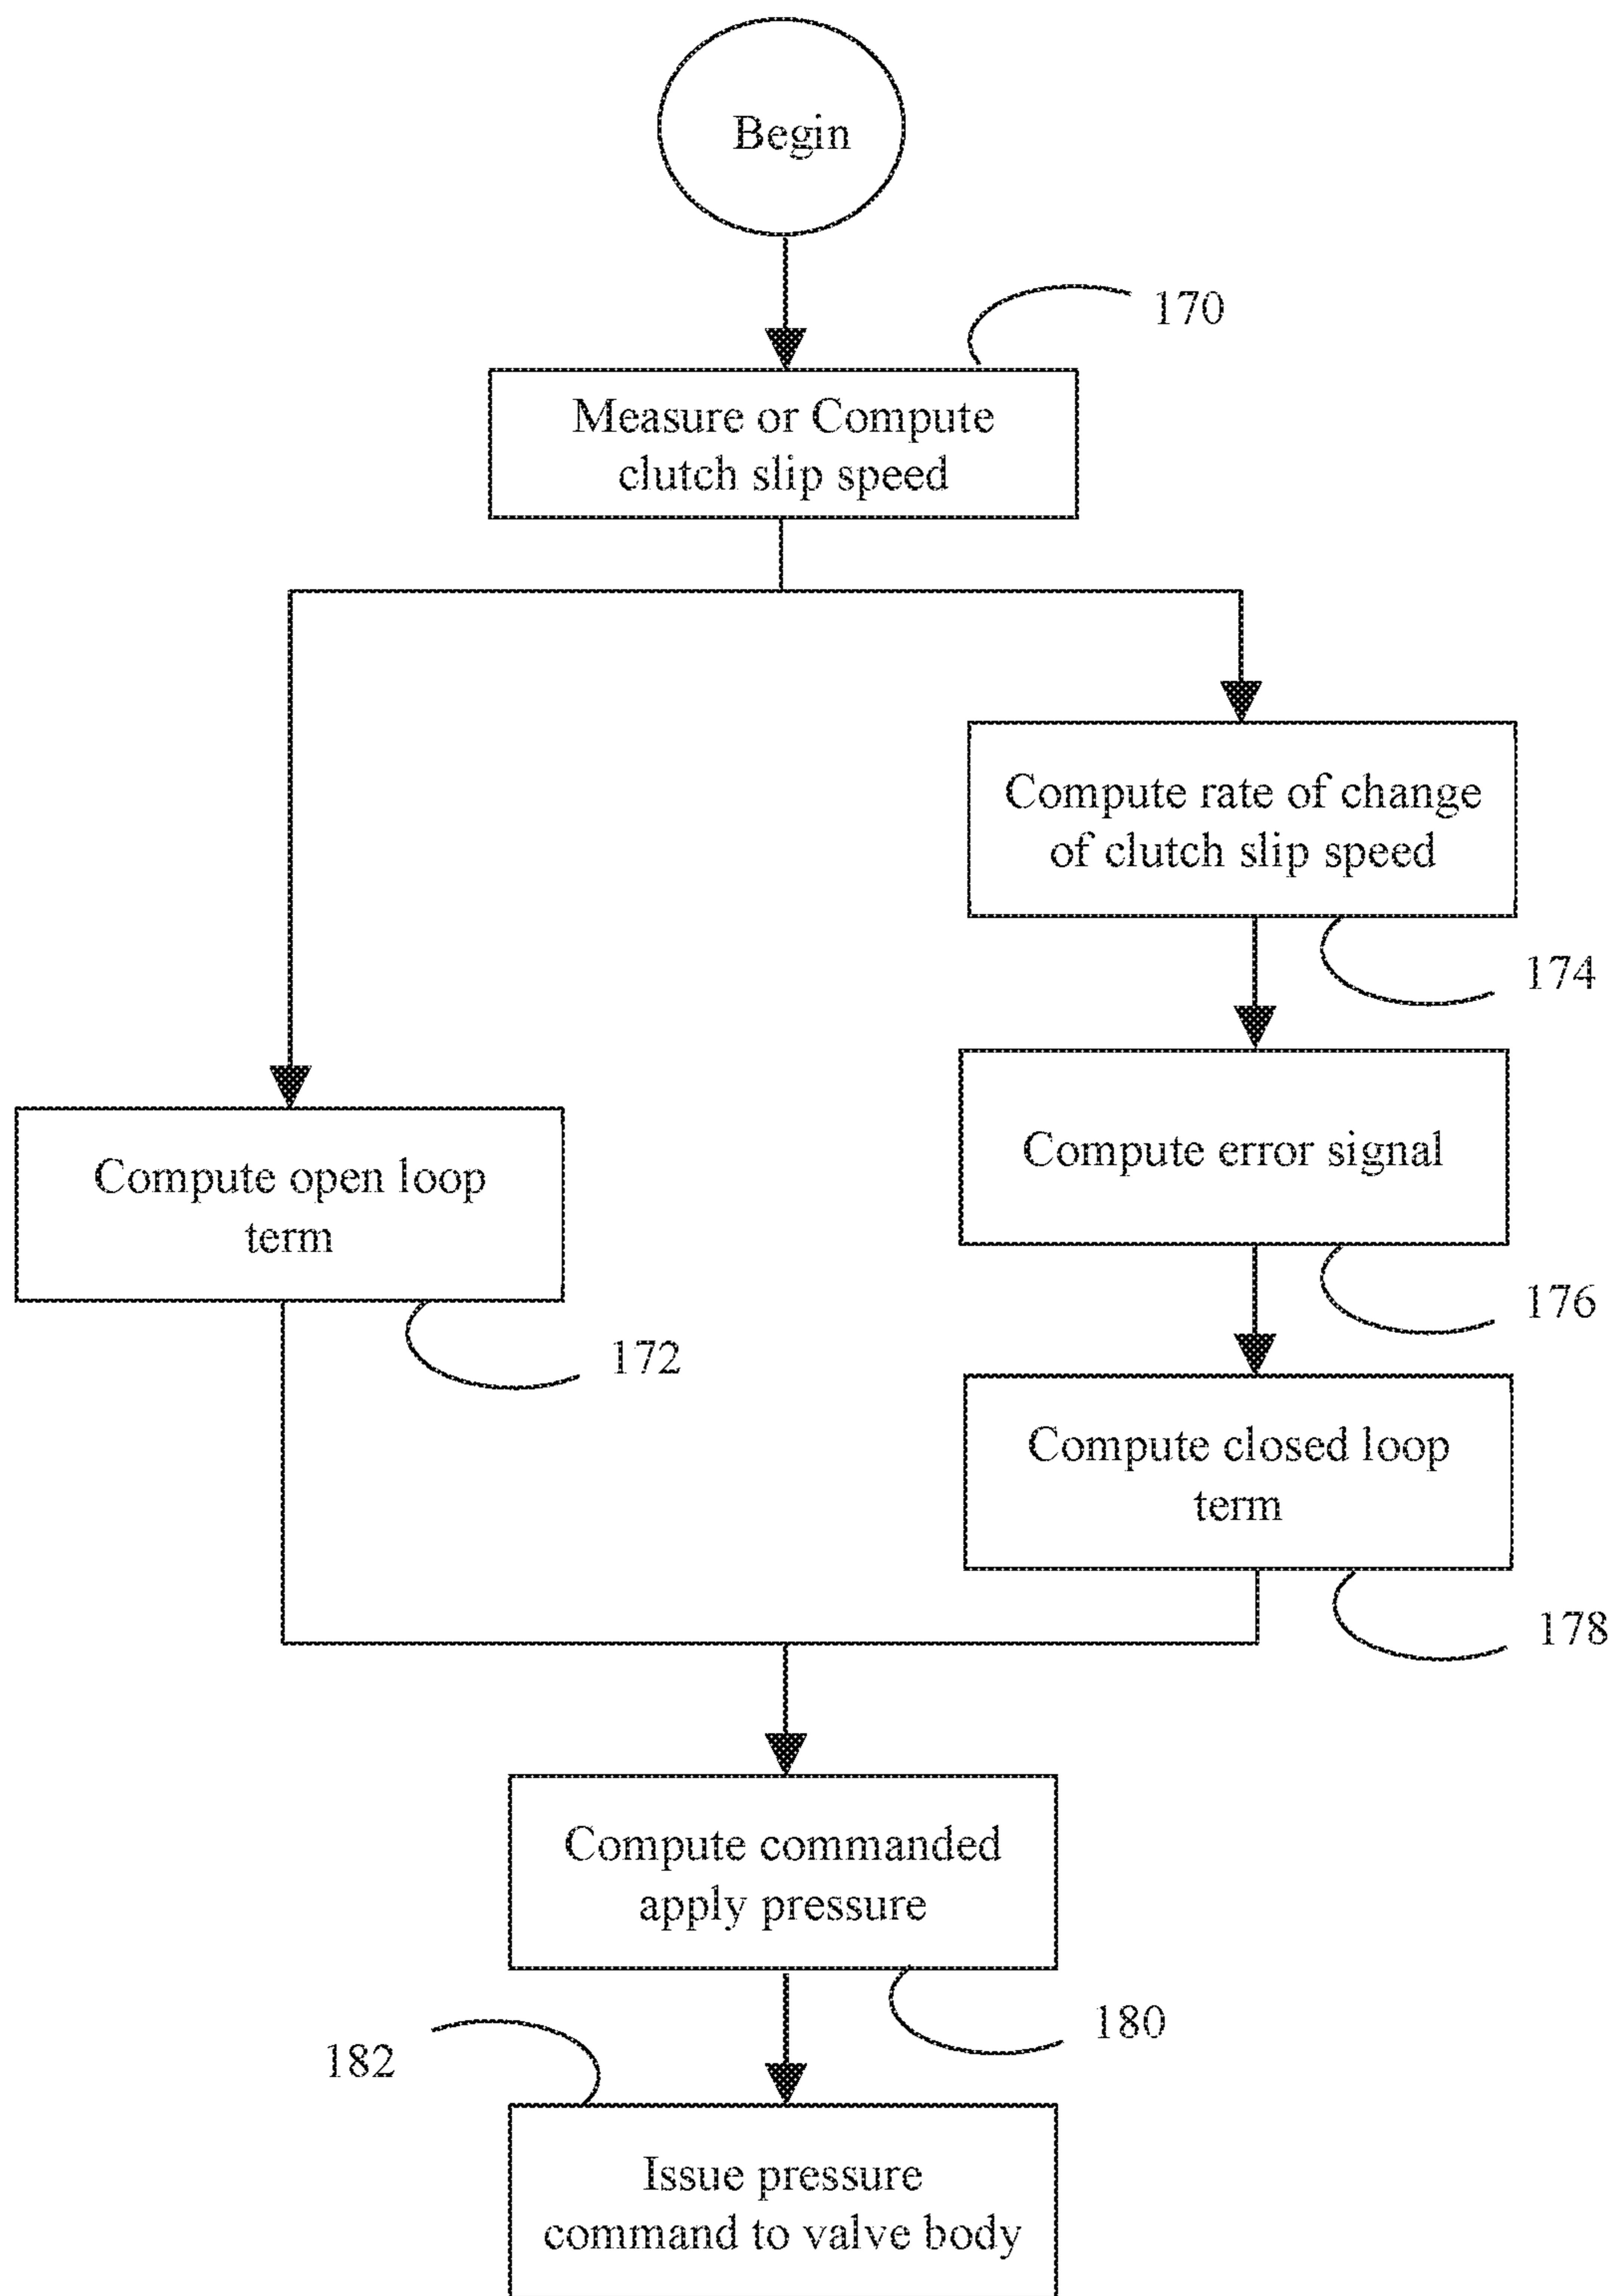 Begin
170
Measure or Compute
clutch slip speed
Compute rate of change
of clutch slip speed
174
Compute error signal
176
Compute open loop
term
172
Compute closed loop
term
178
Compute commanded
apply pressure
180
182
Issue pressure
command to valve body